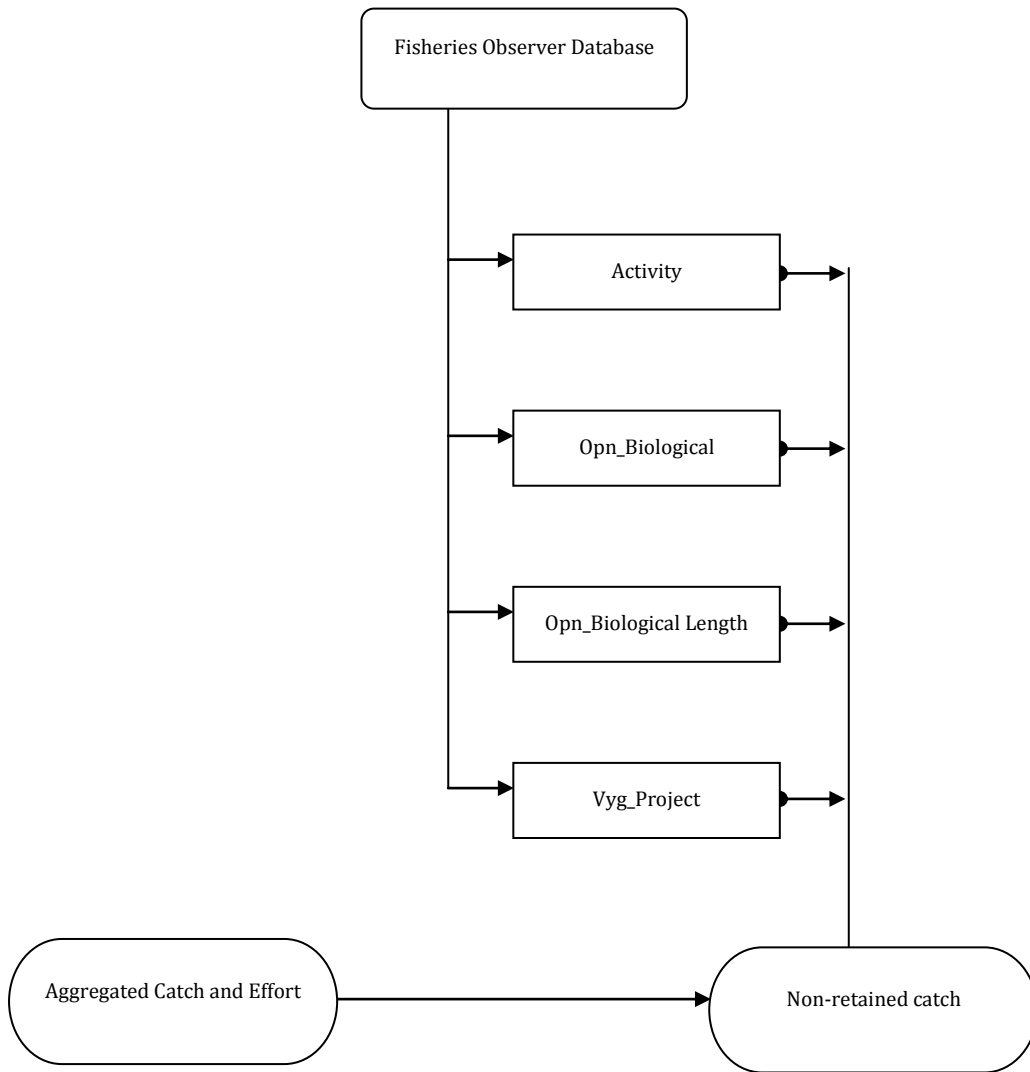 Fisheries Observer Database
Activity
Opn_Biological
Opn_Biological Length
Vyg_Project
Aggregated Catch and Effort
Non-retained catch